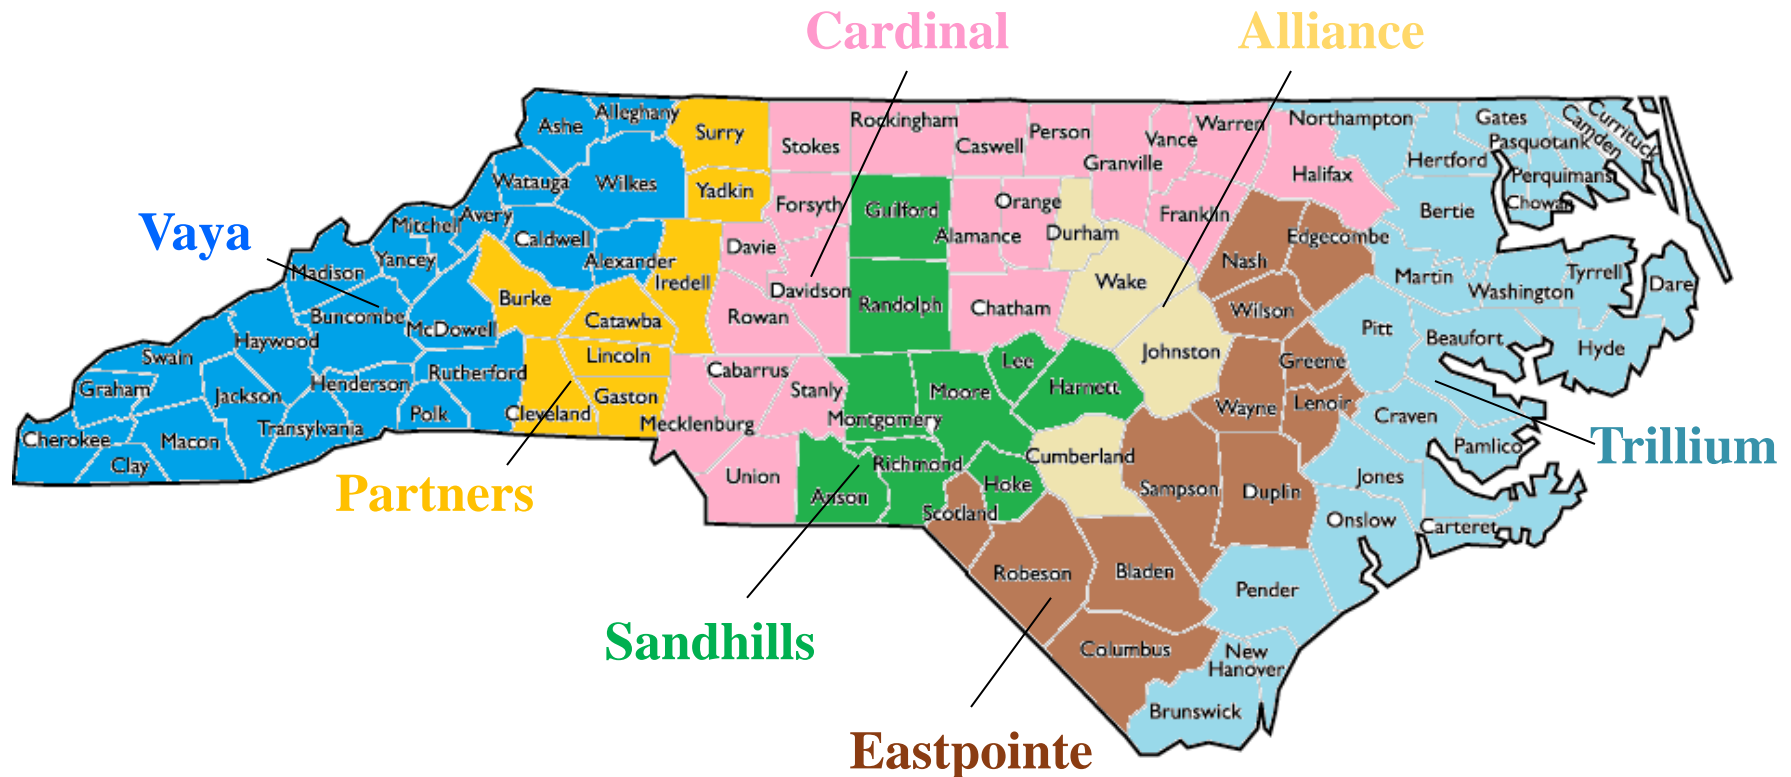 Cardinal
Alliance
Vaya
Partners
Sandhills
Eastpointe
Trillium
Ashe
Alleghany
Surry
Stokes
Rockingham
Caswell
Person
Granville
Vance
Warren
Northampton
Gates
Hertford
Pasquotank
Camden
Currituck
Perquimans
Chowan
Halifax
Bertie
Watauga
Wilkes
Yadkin
Forsyth
Guilford
Alamance
Orange
Durham
Franklin
Nash
Edgecombe
Martin
Washington
Tyrrell
Dare
Mitchell
Avery
Caldwell
Alexander
Iredell
Davie
Davidson
Randolph
Chatham
Wake
Wilson
Pitt
Beaufort
Hyde
Madison
Yancey
Burke
Catawba
Rowan
Lee
Johnston
Greene
Buncombe
McDowell
Haywood
Swain
Graham
Jackson
Henderson
Rutherford
Polk
Cleveland
Lincoln
Gaston
Cabarrus
Stanly
Mecklenburg
Montgomery
Moore
Harnett
Wayne
Lenoir
Craven
Pamlico
Cherokee
Clay
Macon
Transylvania
Union
Anson
Richmond
Scotland
Hoke
Cumberland
Sampson
Duplin
Jones
Onslow
Carteret
Robeson
Bladen
Pender
Columbus
New
Hanover
Brunswick